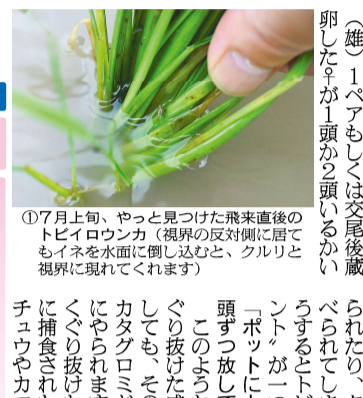 （雄）１ペアもしくは交尾後蔵
卵した♀が１頭か２頭いるかい
①７月上旬、やっと見つけた飛来直後の
トビイロウンカ（視界の反対側に居て
もイネを水面に倒し込むと、クルリと
視界に現れてくれます）
られたり、
べられてし
うするとト
ント〟が一
「ポットに
頭ずつ放して
このよう
ぐり抜けた
しても、その
カタグロミ
にやられます
くぐり抜け
に捕食され
チュウやカ